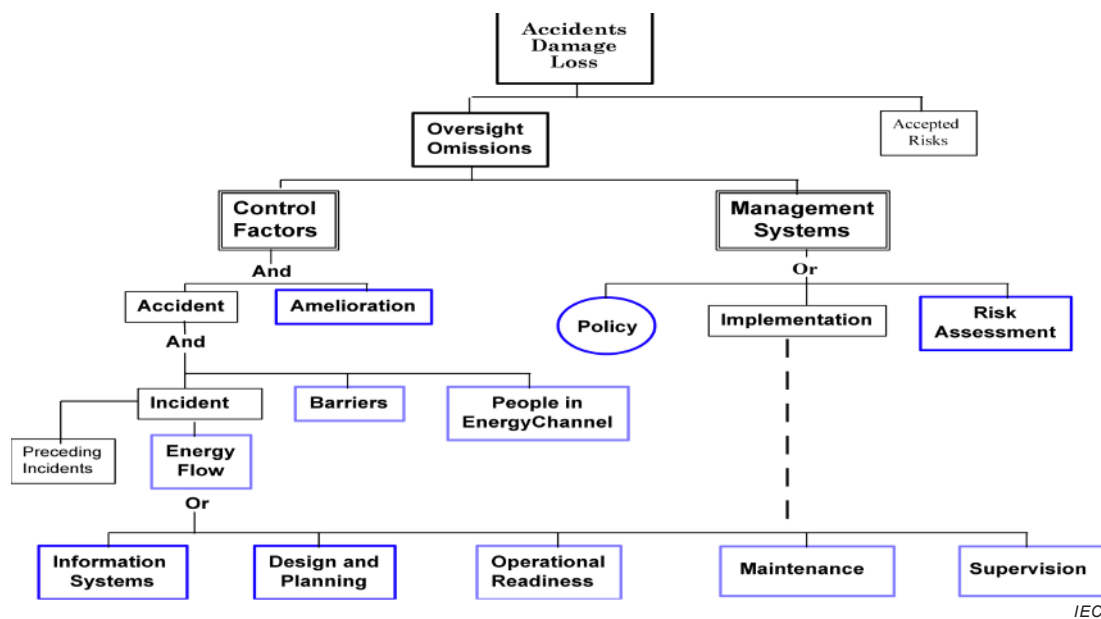 Accidents
Damage
Loss
Oversight
Omissions
Accepted
Risks
Control
Factors
Management
Systems
And
Or
Accident
Amelioration
Policy
Implementation
Risk
Assessment
And
Incident
Barriers
People in
EnergyChannel
Preceding
Incidents
Energy
Flow
Or
Information
Systems
Design and
Planning
Operational
Readiness
Maintenance
Supervision
IEC